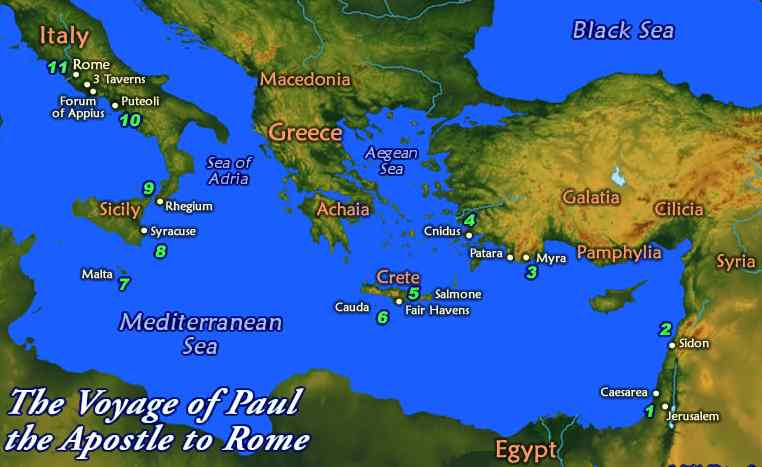 Italy
Black Sea
11 Rome
3 Taverns
Forum
of Appius
Puteoli
10
Macedonia
Greece
Sea of
Adria
Aegean
Sea
9
Rhegium
Sicily
Syracuse
8
Achaia
4
Cnidus
Galatia
Cilicia
Patara
Myra
3
Pamphylia
Syria
Malta
7
Crete
5
Salmone
Cauda
6
Fair Havens
Mediterranean
Sea
2
Sidon
Caesarea
1
Jerusalem
The Voyage of Paul
the Apostle to Rome
Egypt